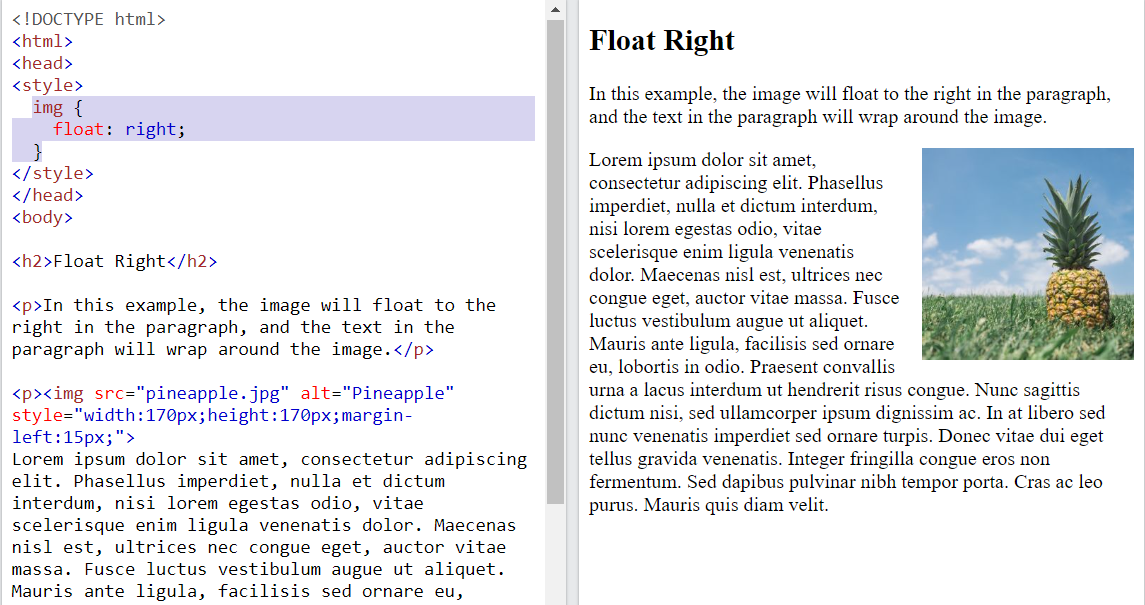 <!DOCTYPE html>
<html>
<head>
<style>
img {
float: right;
}
</style>
</head>
<body>
<h2>Float Right</h2>
<p>In this example, the image will float to the
right in the paragraph, and the text in the
paragraph will wrap around the image.</p>
<p><img src="pineapple.jpg" alt="Pineapple"
style="width:170px;height:170px;margin-
left:15px;">
Lorem ipsum dolor sit amet, consectetur adipiscing
elit. Phasellus imperdiet, nulla et dictum
interdum, nisi lorem egestas odio, vitae
scelerisque enim ligula venenatis dolor. Maecenas
nisl est, ultrices nec congue eget, auctor vitae
massa. Fusce luctus vestibulum augue ut aliquet.
Mauris ante ligula, facilisis sed ornare eu,
Float Right
In this example, the image will float to the right in the paragraph,
and the text in the paragraph will wrap around the image.
Lorem ipsum dolor sit amet,
consectetur adipiscing elit. Phasellus
imperdiet, nulla et dictum interdum,
nisi lorem egestas odio, vitae
scelerisque enim ligula venenatis
dolor. Maecenas nisl est, ultrices nec
congue eget, auctor vitae massa. Fusce
luctus vestibulum augue ut aliquet.
Mauris ante ligula, facilisis sed ornare
eu, lobortis in odio. Praesent convallis
urna a lacus interdum ut hendrerit risus congue. Nunc sagittis
dictum nisi, sed ullamcorper ipsum dignissim ac. In at libero sed
nunc venenatis imperdiet sed ornare turpis. Donec vitae dui eget
tellus gravida venenatis. Integer fringilla congue eros non
fermentum. Sed dapibus pulvinar nibh tempor porta. Cras ac leo
purus. Mauris quis diam velit.